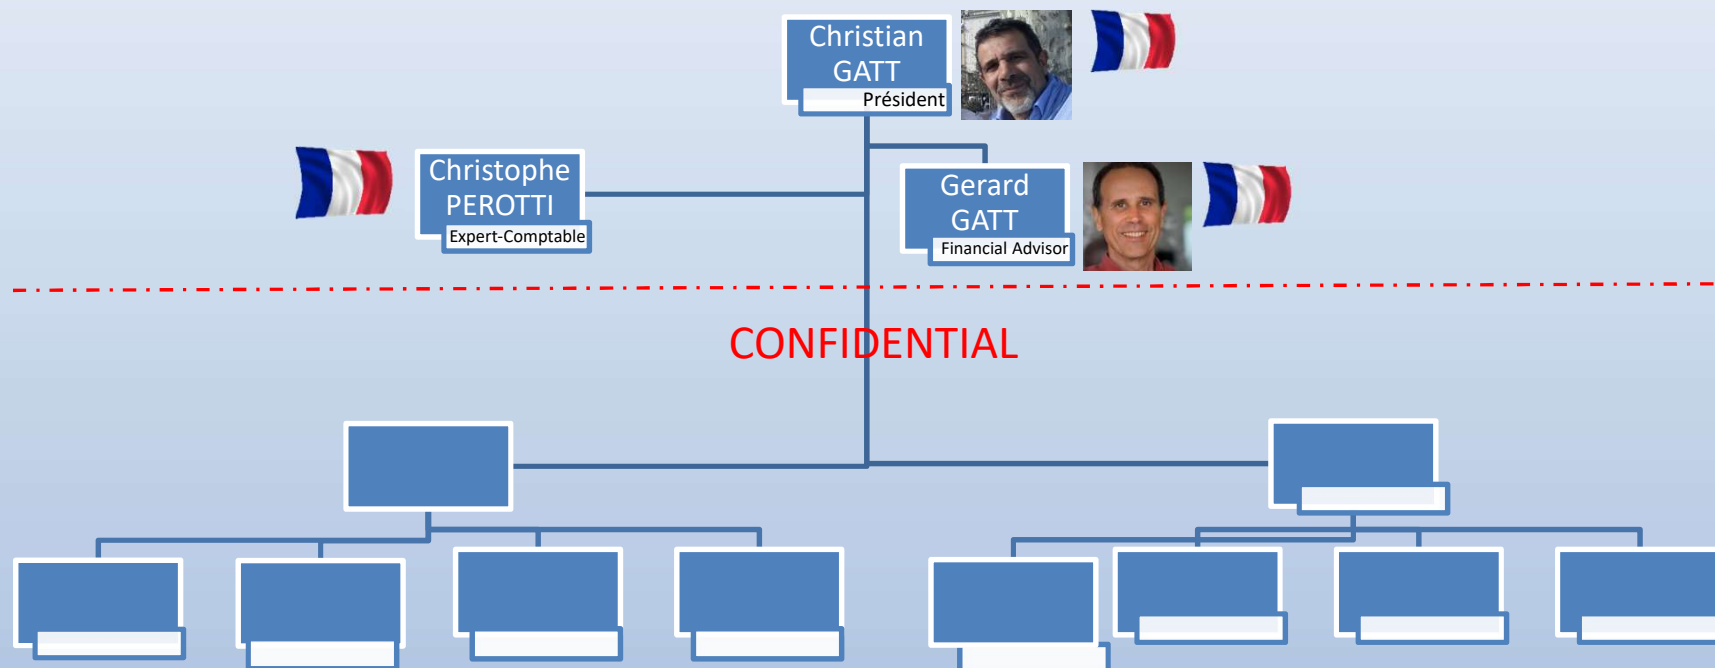 Christian
GATT
Président
Christophe
PEROTTI
Expert-Comptable
Gerard
GATT
Financial Advisor
CONFIDENTIAL